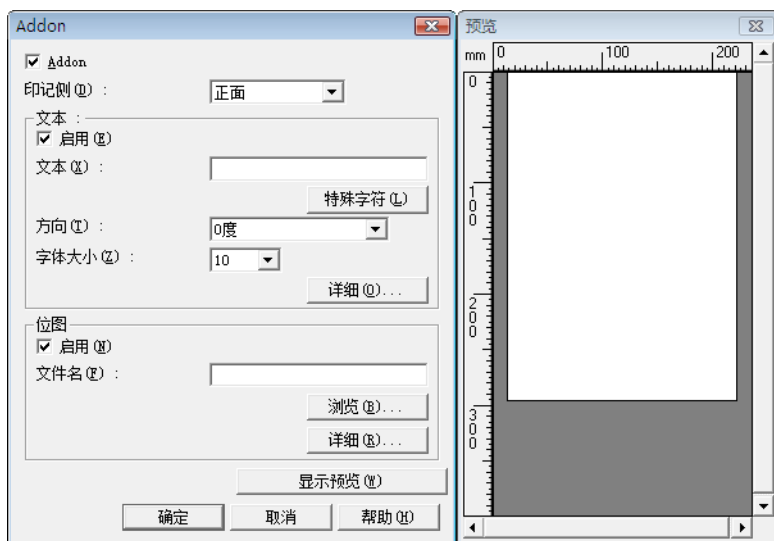 Addon
Addon
印记侧(D) :
正面
文本 :
启用(E)
文本(X) :
特殊字符(L)
方向(T) :
0度
字体大小(Z) :
10
详细(O)...
位图
启用(N)
文件名(F) :
浏览(B)...
详细(R)...
显示预览(W)
确定
取消
帮助(H)
预览
mm
0
100
200
0
100
200
300